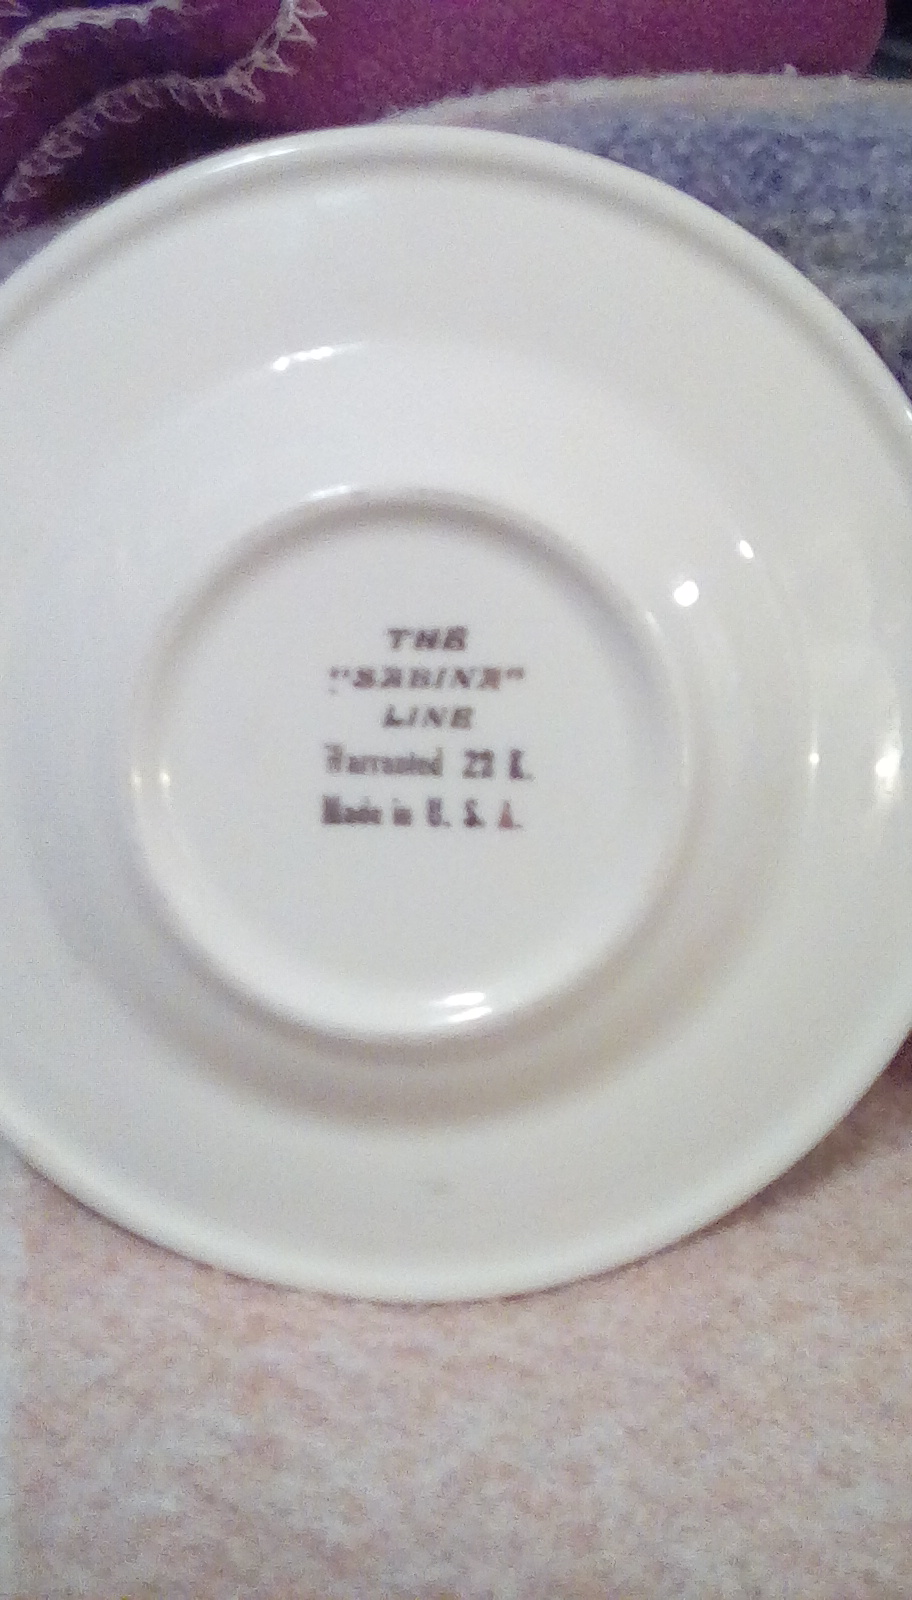 THE
"SABINA"
LINE
Warranted 22 K.
Made in U. S. A.